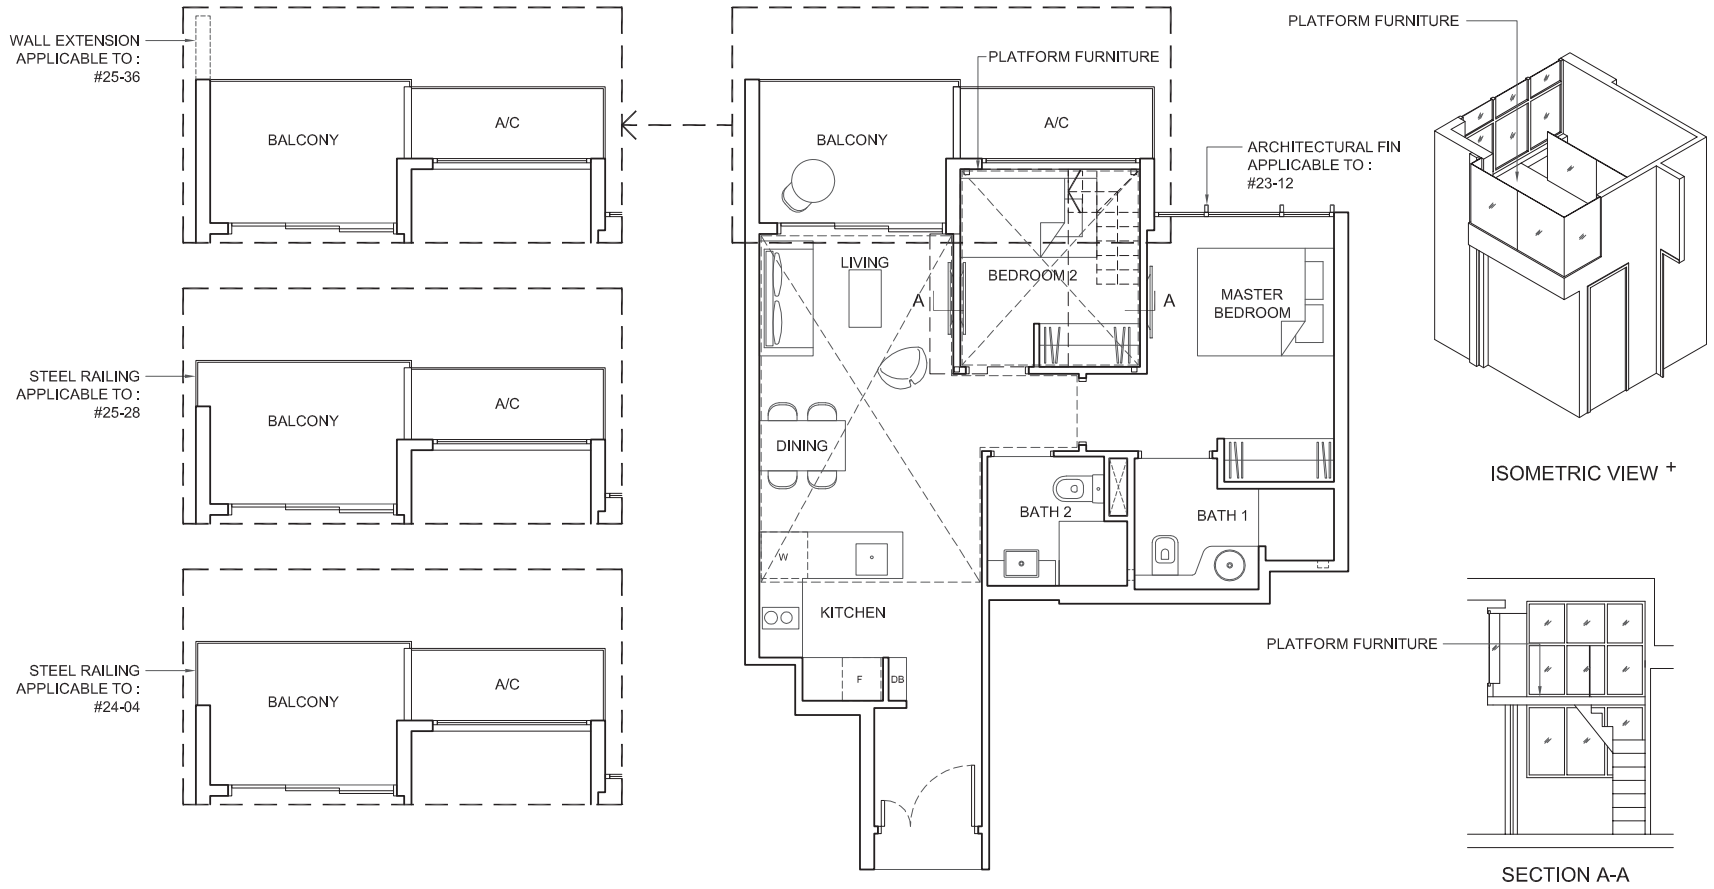 WALL EXTENSION
APPLICABLE TO :
#25-36
BALCONY
A/C
STEEL RAILING
APPLICABLE TO :
#25-28
BALCONY
A/C
STEEL RAILING
APPLICABLE TO :
#24-04
BALCONY
A/C
PLATFORM FURNITURE
BALCONY
A/C
ARCHITECTURAL FIN
APPLICABLE TO :
#23-12
LIVING
BEDROOM 2
A
A
MASTER
BEDROOM
DINING
BATH 2
BATH 1
W
KITCHEN
F
DB
PLATFORM FURNITURE
ISOMETRIC VIEW +
PLATFORM FURNITURE
SECTION A-A